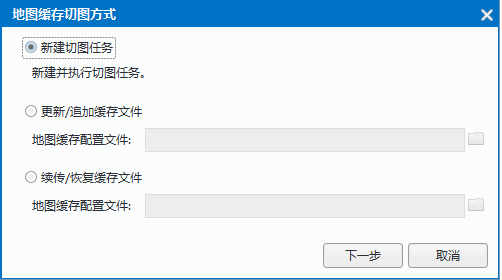 地图缓存切图方式
新建切图任务
新建并执行切图任务。
更新/追加缓存文件
地图缓存配置文件:
续传/恢复缓存文件
地图缓存配置文件:
下一步 取消